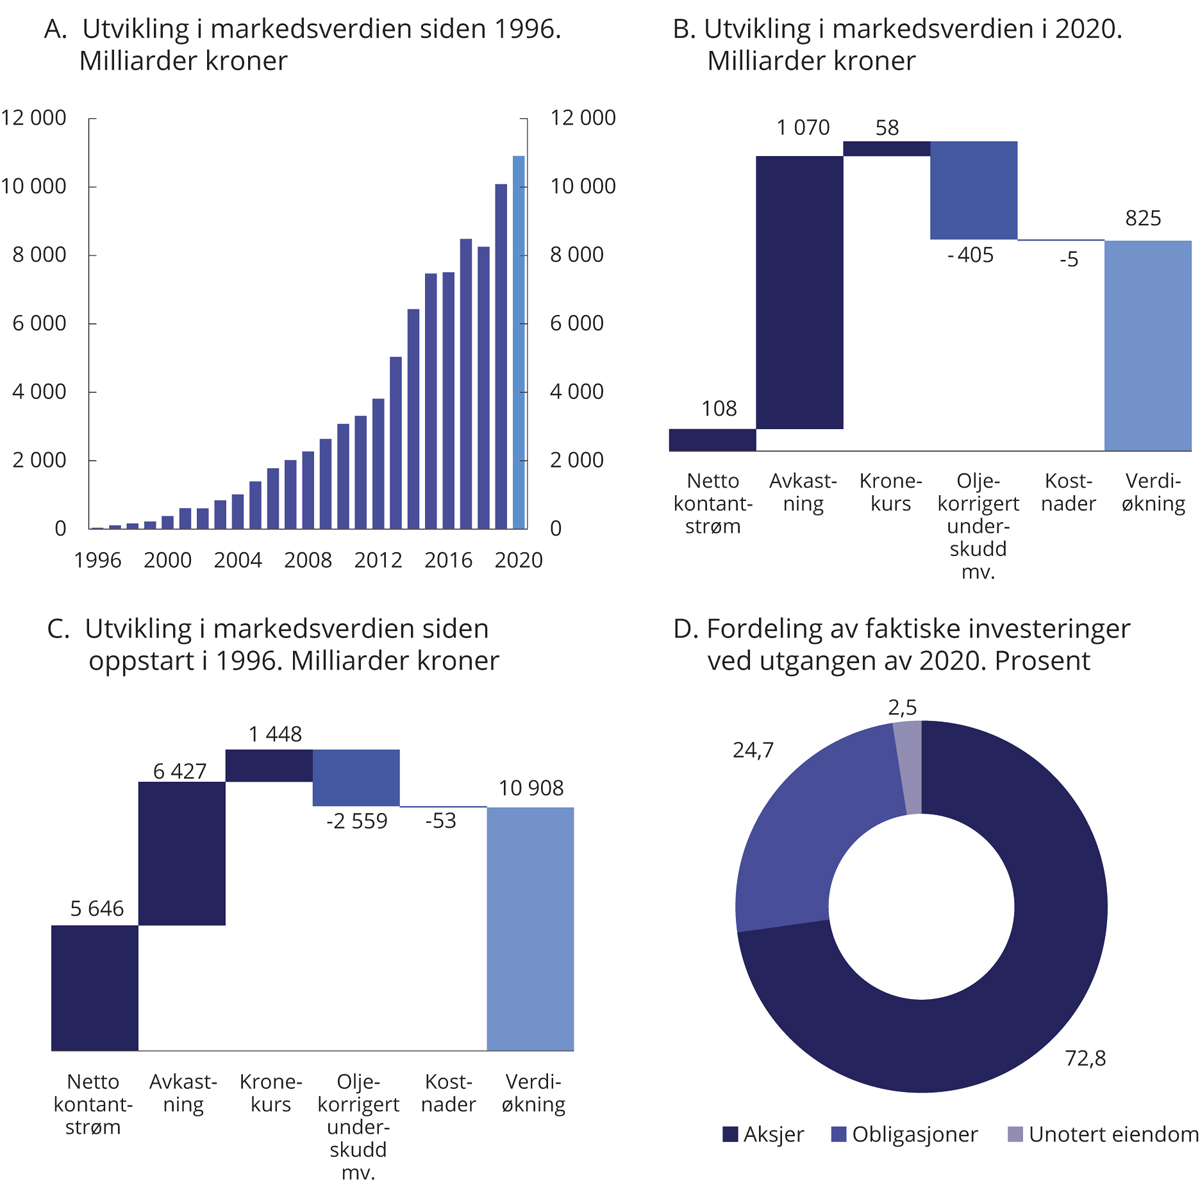 A. Utvikling i markedsverdien siden 1996.
Milliarder kroner
12 000 12 000
10 000 10 000
8 000 8 000
6 000 6 000
4 000 4 000
2 000 2 000
0 0
1996 2000 2004 2008 2012 2016 2020
B. Utvikling i markedsverdien i 2020.
Milliarder kroner
1 070 58
825
-405 -5
108
Netto Avkast- Krone- Olje- Kost- Verdi-
kontant- ning kurs korrigert nader økning
strøm under-
skudd
mv.
C. Utvikling i markedsverdien siden
oppstart i 1996. Milliarder kroner
1 448
6 427
10 908
-2 559 -53
5 646
Netto Avkast- Krone- Olje- Kost- Verdi-
kontant- ning kurs korrigert nader økning
strøm under-
skudd
mv.
D. Fordeling av faktiske investeringer
ved utgangen av 2020. Prosent
2,5
24,7
72,8
Aksjer Obligasjoner Unotert eiendom